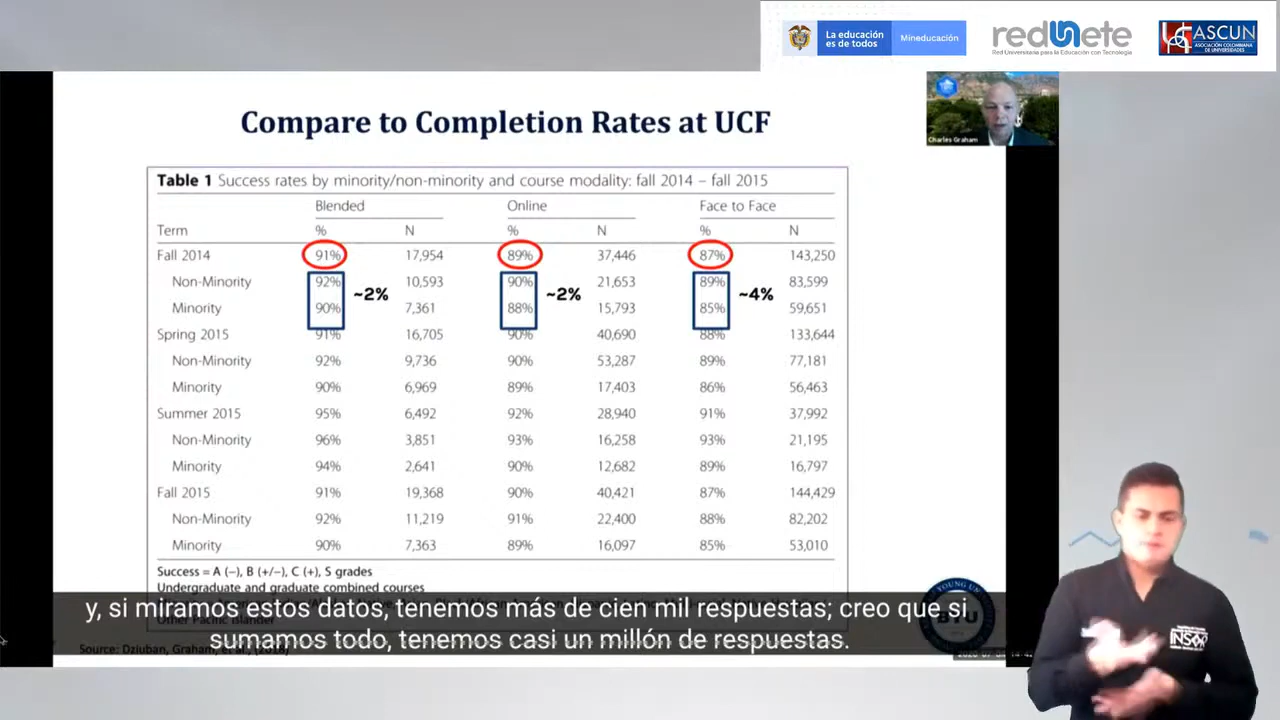 La educación
es de todos
Mineducación
redunete
Red Universitaria para la Educación con Tecnología
ASCUN
ASOCIACIÓN COLOMBIANA
DE UNIVERSIDADES
Charles Graham
Compare to Completion Rates at UCF
Table 1 Success rates by minority/non-minority and course modality: fall 2014 – fall 2015
Blended Online Face to Face
Term % N % N % N
Fall 2014 91% 17,954 89% 37,446 87% 143,250
Non-Minority 92% 10,593 90% 21,653 89% 83,599
~2% ~2% ~4%
Minority 90% 7,361 88% 15,793 85% 59,651
Spring 2015 91% 16,705 90% 40,690 88% 133,644
Non-Minority 92% 9,736 90% 53,287 89% 77,181
Minority 90% 6,969 89% 17,403 86% 56,463
Summer 2015 95% 6,492 92% 28,940 91% 37,992
Non-Minority 96% 3,851 93% 16,258 93% 21,195
Minority 94% 2,641 90% 12,682 89% 16,797
Fall 2015 91% 19,368 90% 40,421 87% 144,429
Non-Minority 92% 11,219 91% 22,400 88% 82,202
Minority 90% 7,363 89% 16,097 85% 53,010
Success = A (–), B (+/–), C (+), S grades
Undergraduate and graduate combined courses
y, si miramos estos datos, tenemos más de cien mil respuestas; creo que si
sumamos todo, tenemos casi un millón de respuestas.
Source: Dziuban, Graham,
BYU
INSOR